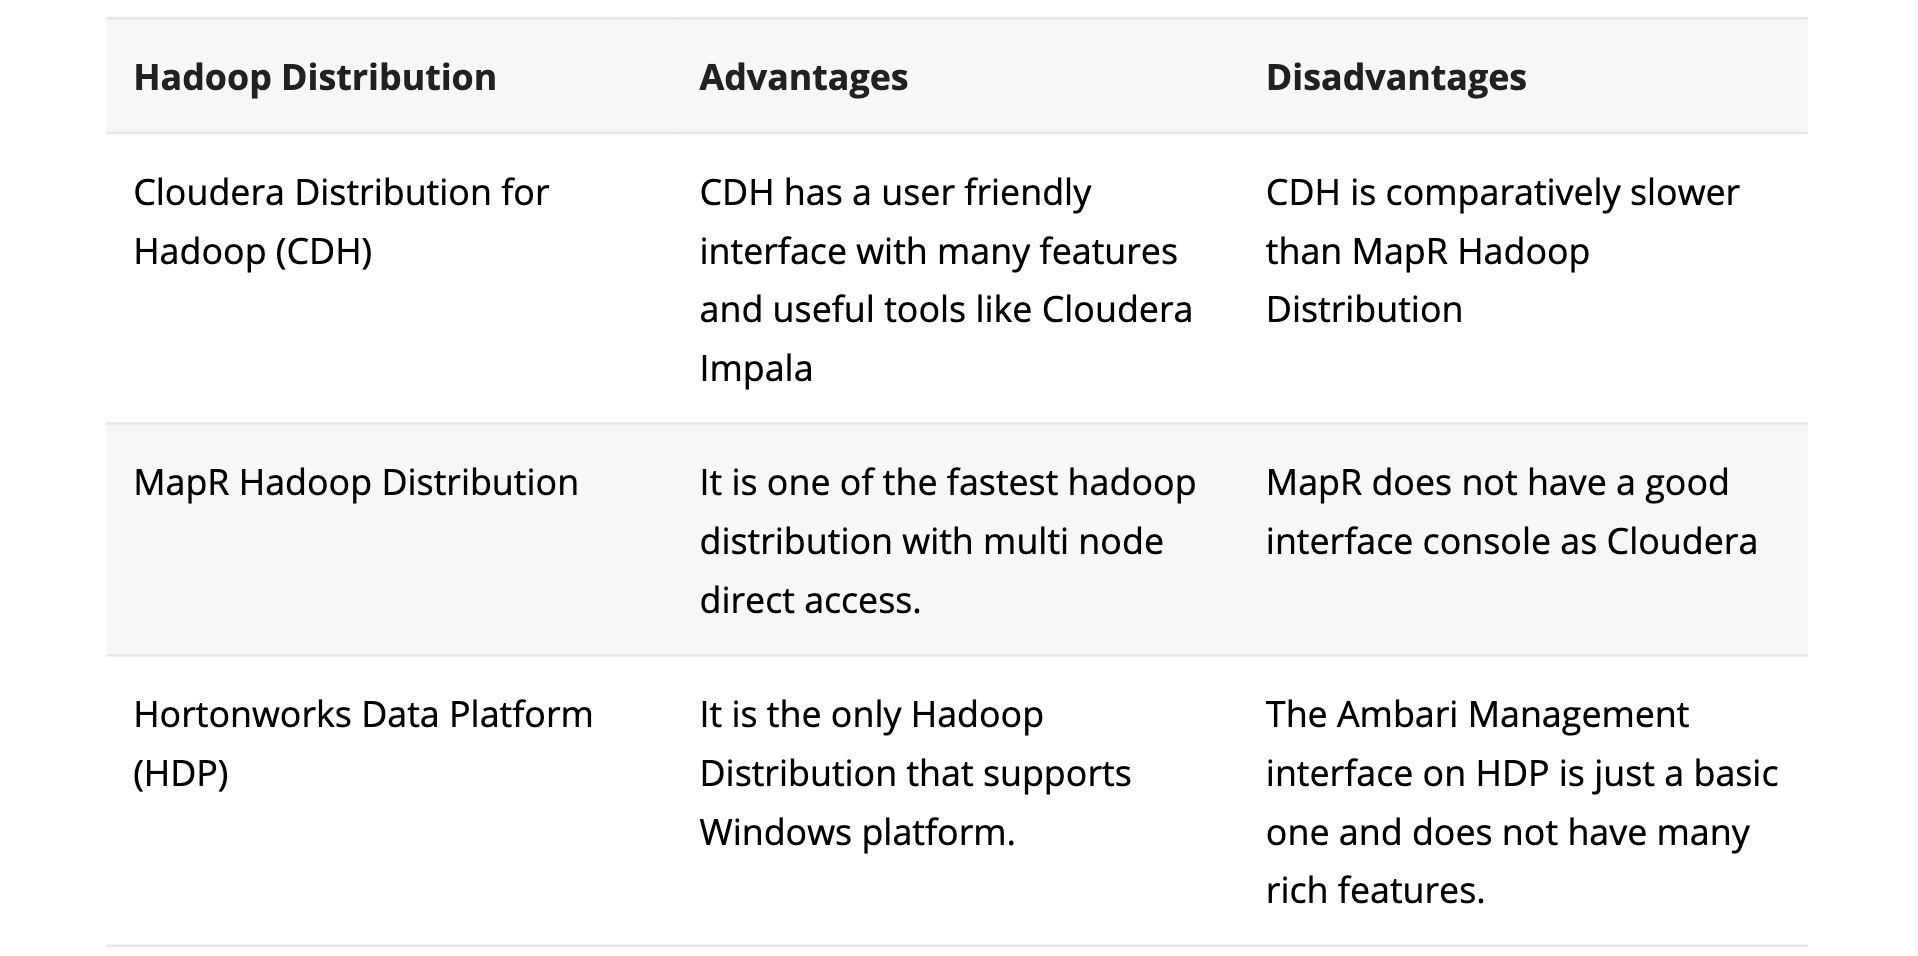 Hadoop Distribution
Advantages
Disadvantages
Cloudera Distribution for
Hadoop (CDH)
CDH has a user friendly
interface with many features
and useful tools like Cloudera
Impala
CDH is comparatively slower
than MapR Hadoop
Distribution
MapR Hadoop Distribution
It is one of the fastest hadoop
distribution with multi node
direct access.
MapR does not have a good
interface console as Cloudera
Hortonworks Data Platform
(HDP)
It is the only Hadoop
Distribution that supports
Windows platform.
The Ambari Management
interface on HDP is just a basic
one and does not have many
rich features.